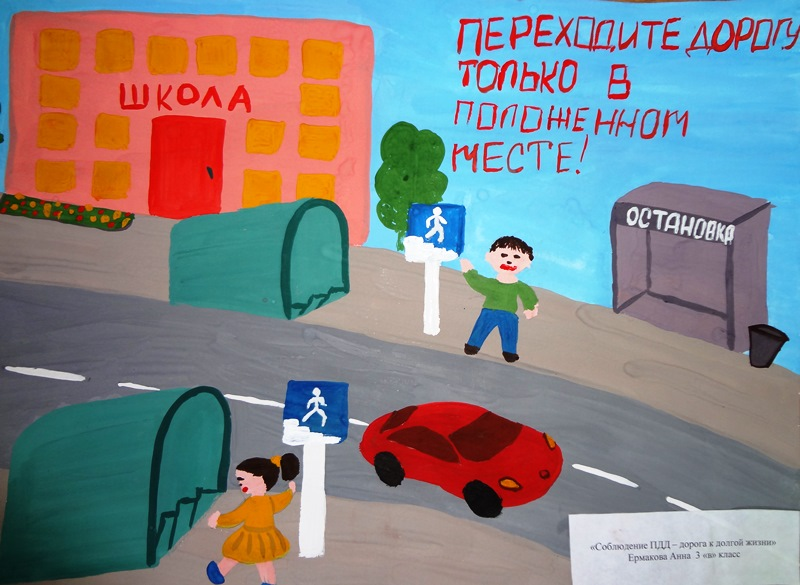 ШКОЛА
ПЕРЕХОДИТЕ ДОРОГУ
ТОЛЬКО В
ПОЛОЖЕННОМ
МЕСТЕ!
ОСТАНОВКА
«Соблюдение ПДД – дорога к долгой жизни»
Ермакова Анна 3 «в» класс